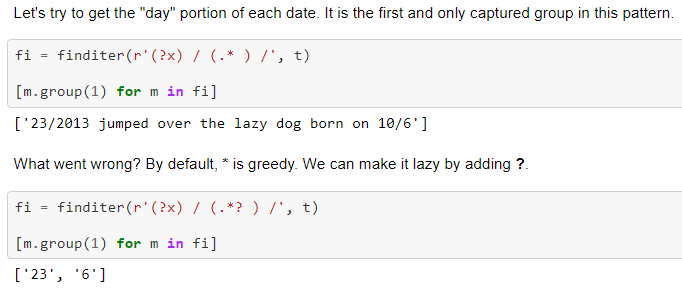 Let's try to get the "day" portion of each date. It is the first and only captured group in this pattern.
fi = finditer(r'(?x) / (.* ) /', t)
[m.group(1) for m in fi]
['23/2013 jumped over the lazy dog born on 10/6']
What went wrong? By default, * is greedy. We can make it lazy by adding ?.
fi = finditer(r'(?x) / (.*? ) /', t)
[m.group(1) for m in fi]
['23', '6']